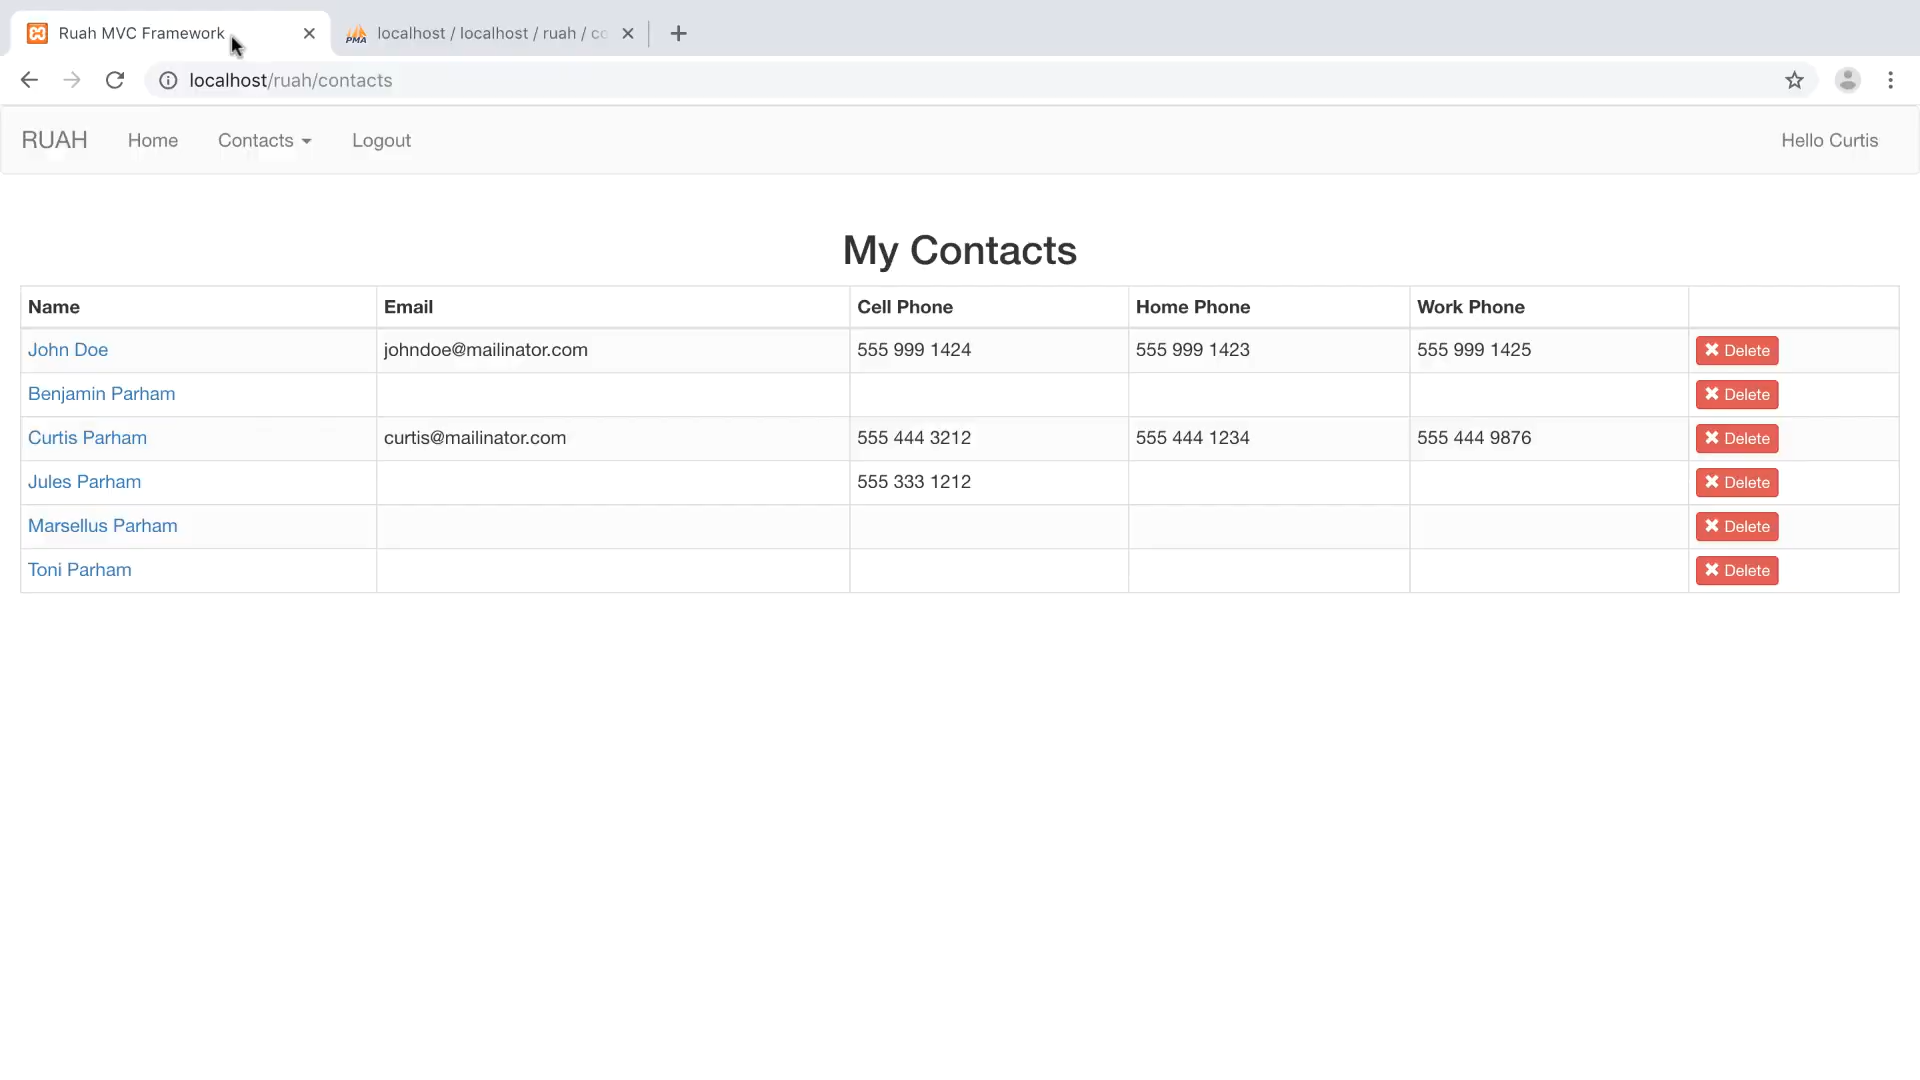 Ruah MVC Framework
PMA localhost / localhost / ruah / co
localhost/ruah/contacts
RUAH Home Contacts Logout Hello Curtis
My Contacts
Name Email Cell Phone Home Phone Work Phone
John Doe johndoe@mailinator.com 555 999 1424 555 999 1423 555 999 1425 Delete
Benjamin Parham Delete
Curtis Parham curtis@mailinator.com 555 444 3212 555 444 1234 555 444 9876 Delete
Jules Parham 555 333 1212 Delete
Marsellus Parham Delete
Toni Parham Delete